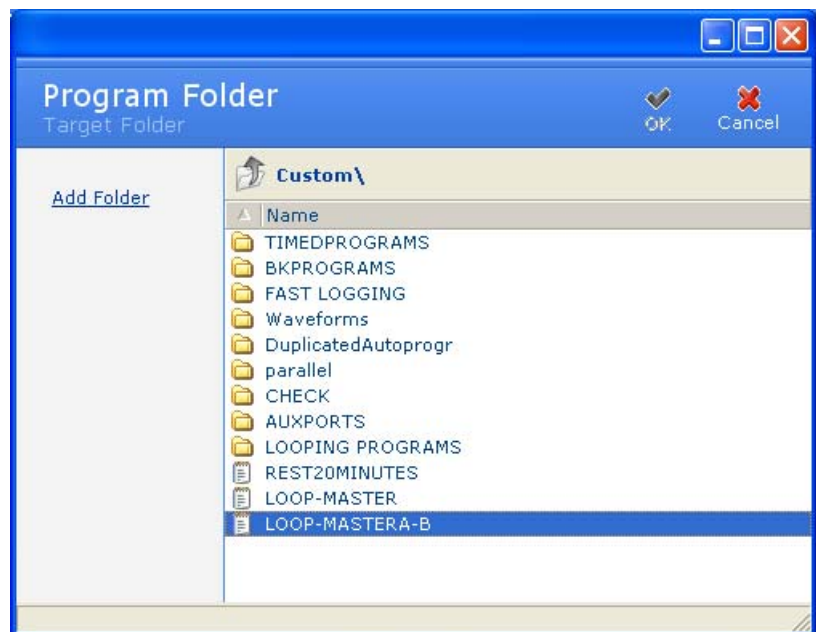 Program Folder
Target Folder
OK
Cancel
Add Folder
Custom\
Name
TIMEDPROGRAMS
BKPROGRAMS
FAST LOGGING
Waveforms
DuplicatedAutoprogr
parallel
CHECK
AUXPORTS
LOOPING PROGRAMS
REST20MINUTES
LOOP-MASTER
LOOP-MASTERA-B